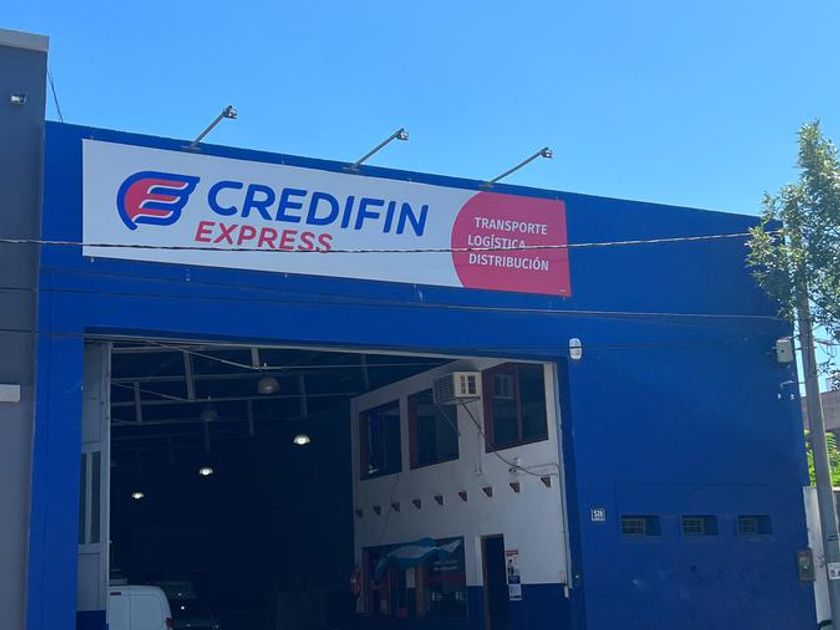 CREDIFIN
EXPRESS
TRANSPORTE
LOGÍSTICA
DISTRIBUCIÓN